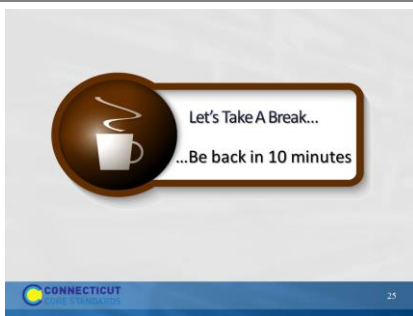 Let's Take A Break...
...Be back in 10 minutes
CONNECTICUT
CORE STANDARDS
25